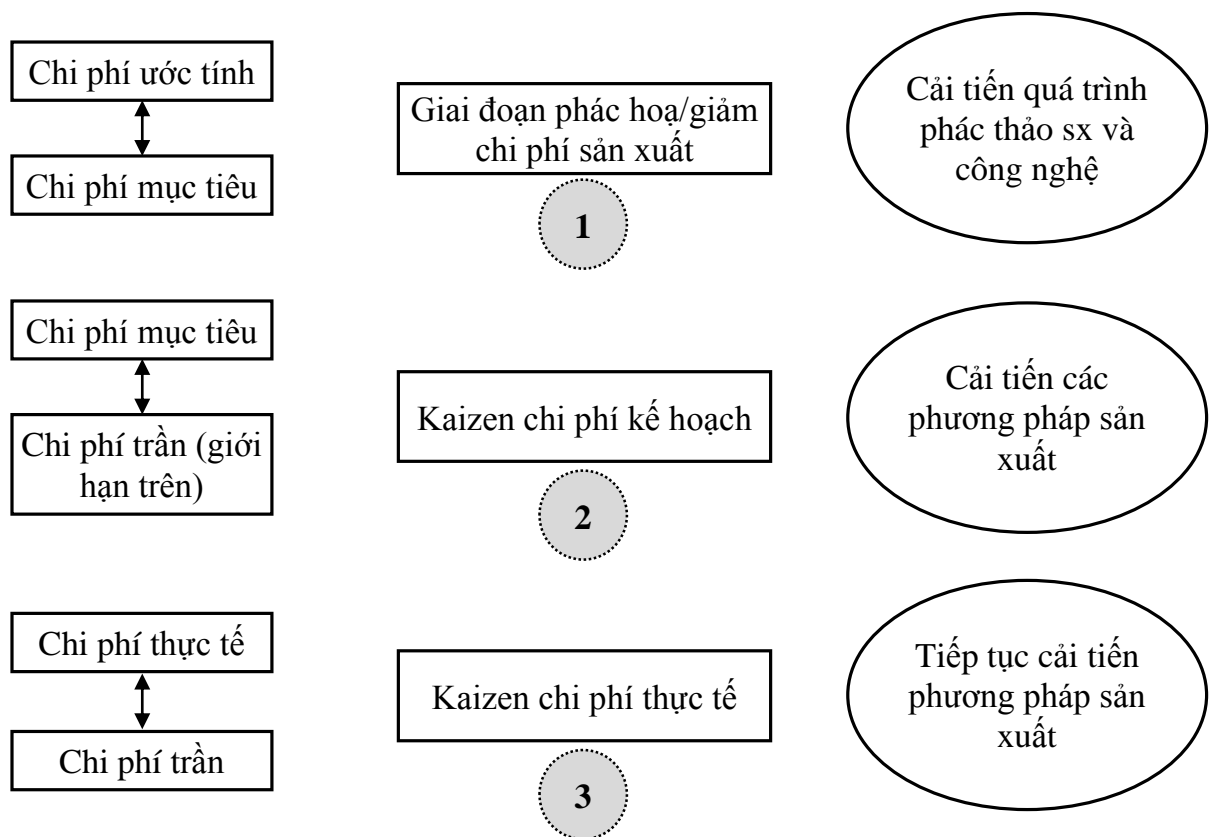 Chi phí ước tính
Chi phí mục tiêu
Giai đoạn phác hoạ/giảm
chi phí sản xuất
1
Cải tiến quá trình
phác thảo sx và
công nghệ
Chi phí mục tiêu
Chi phí trần (giới
hạn trên)
Kaizen chi phí kế hoạch
2
Cải tiến các
phương pháp sản
xuất
Chi phí thực tế
Chi phí trần
Kaizen chi phí thực tế
3
Tiếp tục cải tiến
phương pháp sản
xuất